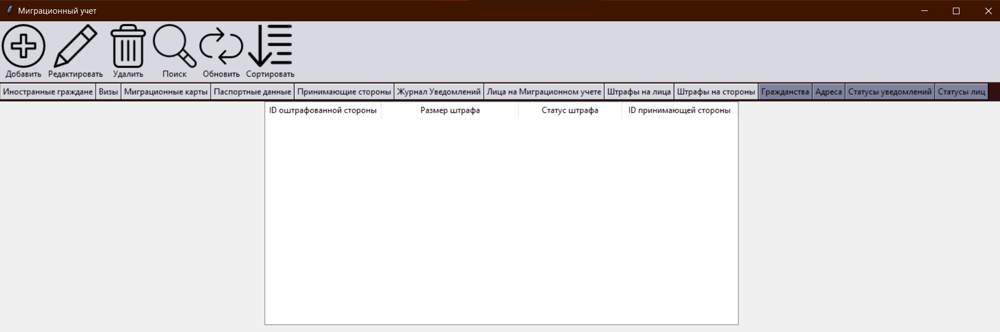 Миграционный учет
Добавить Редактировать Удалить Поиск Обновить Сортировать
Иностранные граждане Визы Миграционные карты Паспортные данные Принимающие стороны Журнал Уведомлений Лица на Миграционном учете Штрафы на лица Штрафы на стороны Гражданства Адреса Статусы уведомлений Статусы лиц
ID оштрафованной стороны Размер штрафа Статус штрафа ID принимающей стороны